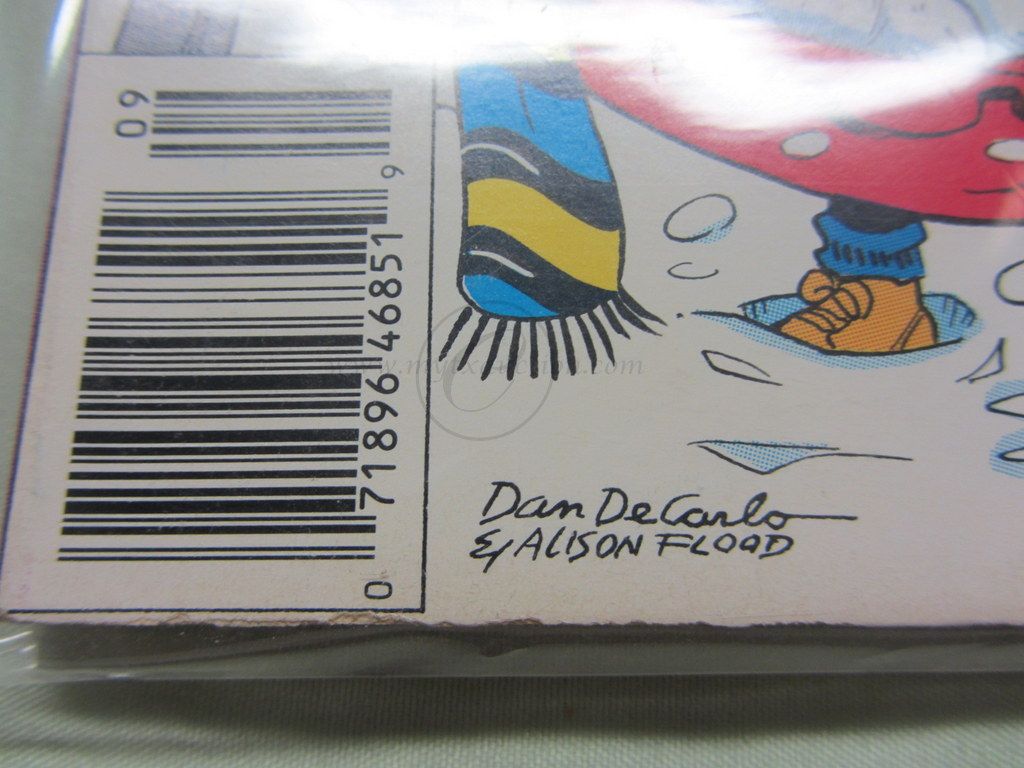 09
0 71896 46851 9
Dan DeCarlo
& ALISON FLOOD